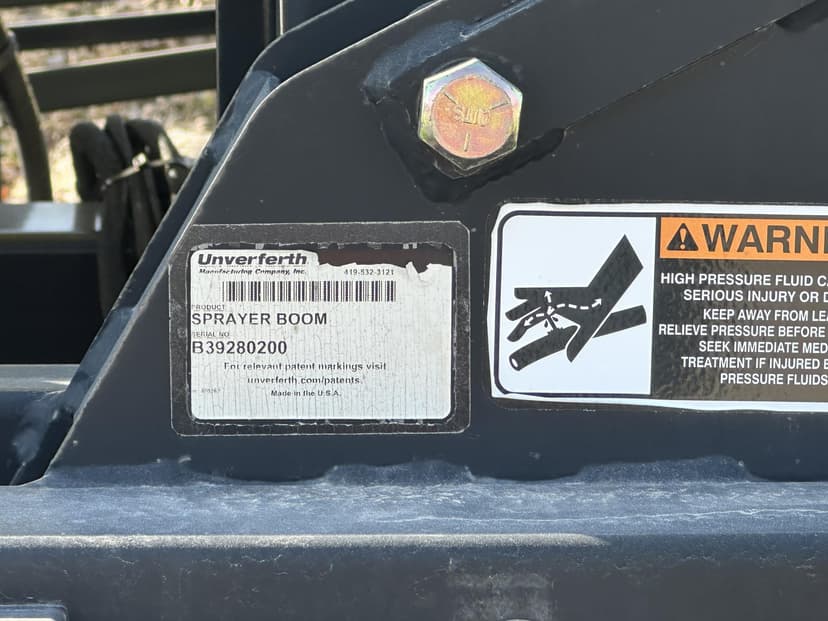 Unverferth
Manufacturing Company, Inc. 419-532-3121
PRODUCT
SPRAYER BOOM
SERIAL NO
B39280200
For relevant patent markings visit
unverferth.com/patents.
Made in the U.S.A.
WARNI
HIGH PRESSURE FLUID CA
SERIOUS INJURY OR D
KEEP AWAY FROM LEA
RELIEVE PRESSURE BEFORE
SEEK IMMEDIATE MED
TREATMENT IF INJURED B
PRESSURE FLUIDS